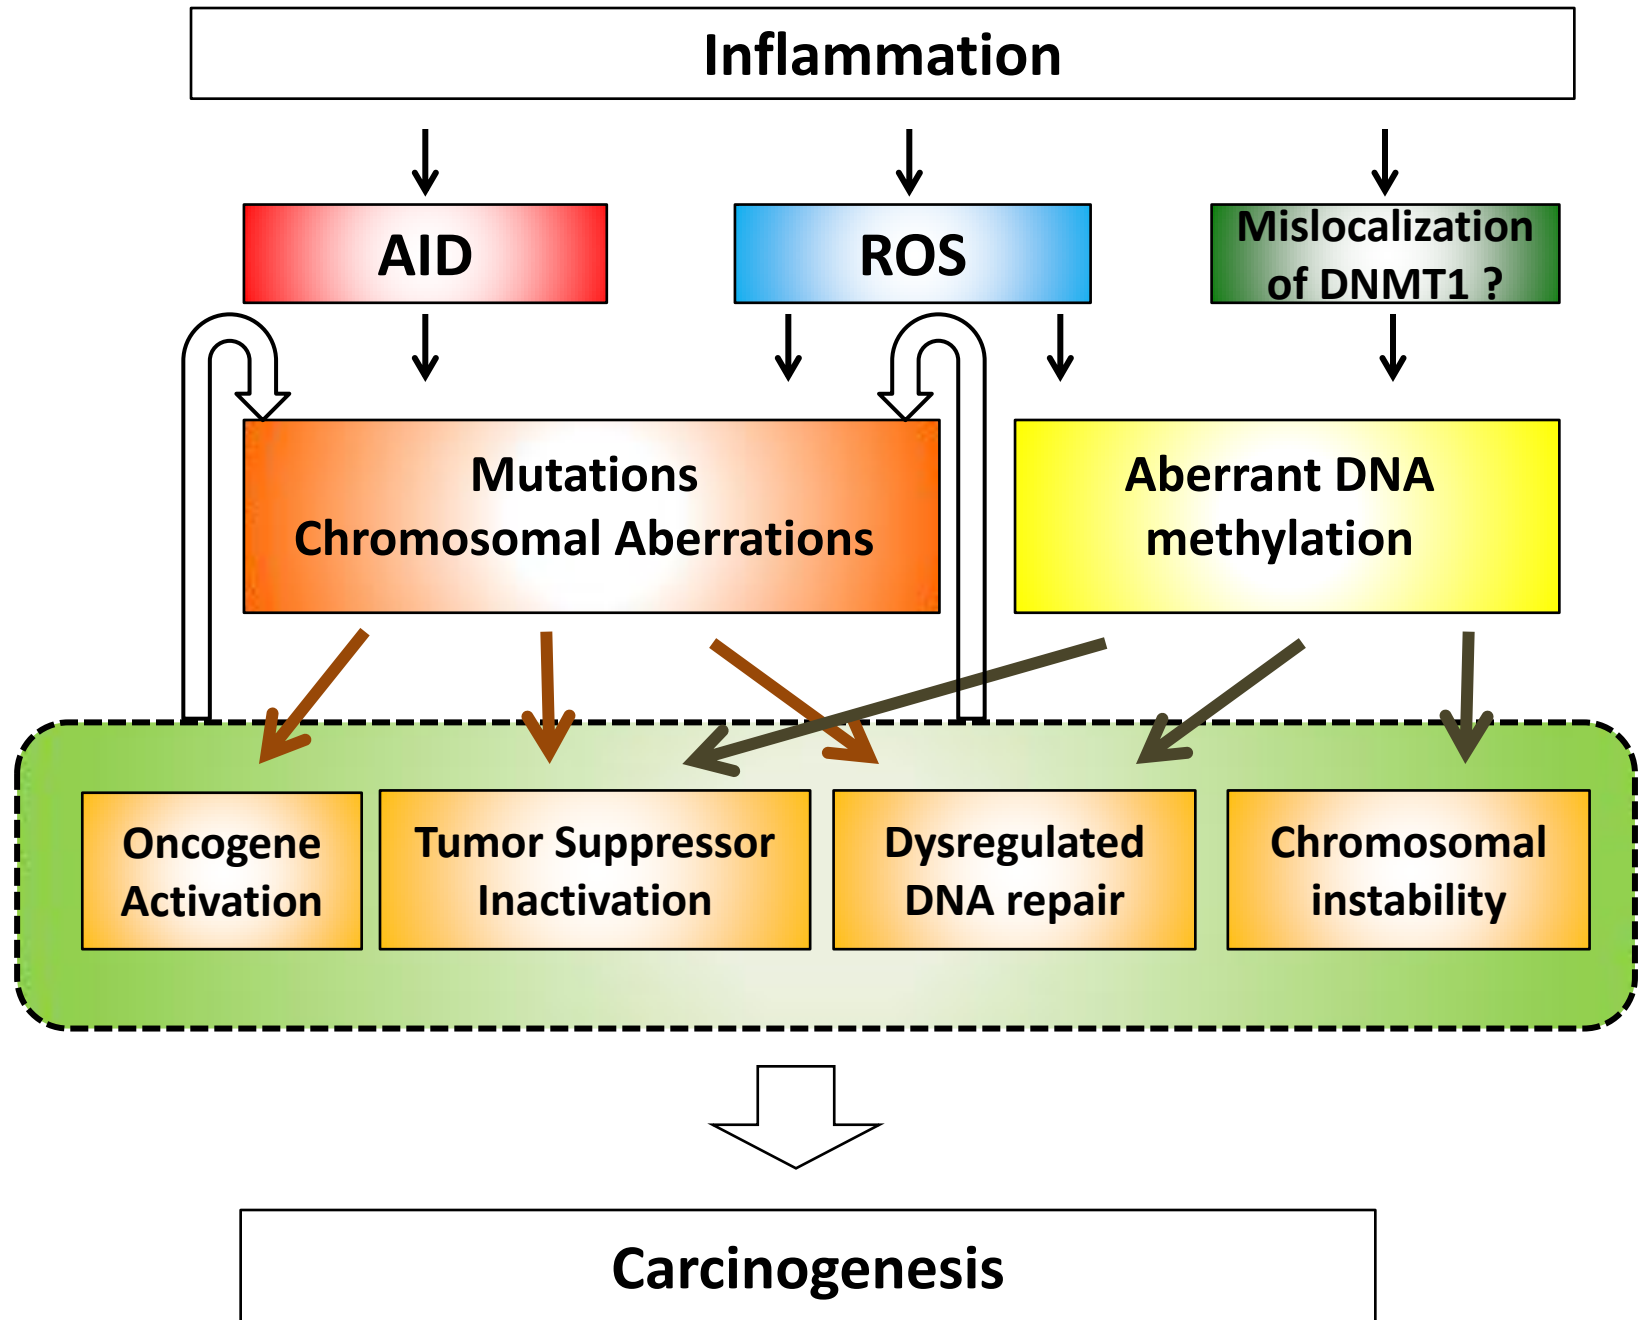 Inflammation
AID
ROS
Mislocalization
of DNMT1 ?
Mutations
Chromosomal Aberrations
Aberrant DNA
methylation
Oncogene
Activation
Tumor Suppressor
Inactivation
Dysregulated
DNA repair
Chromosomal
instability
Carcinogenesis